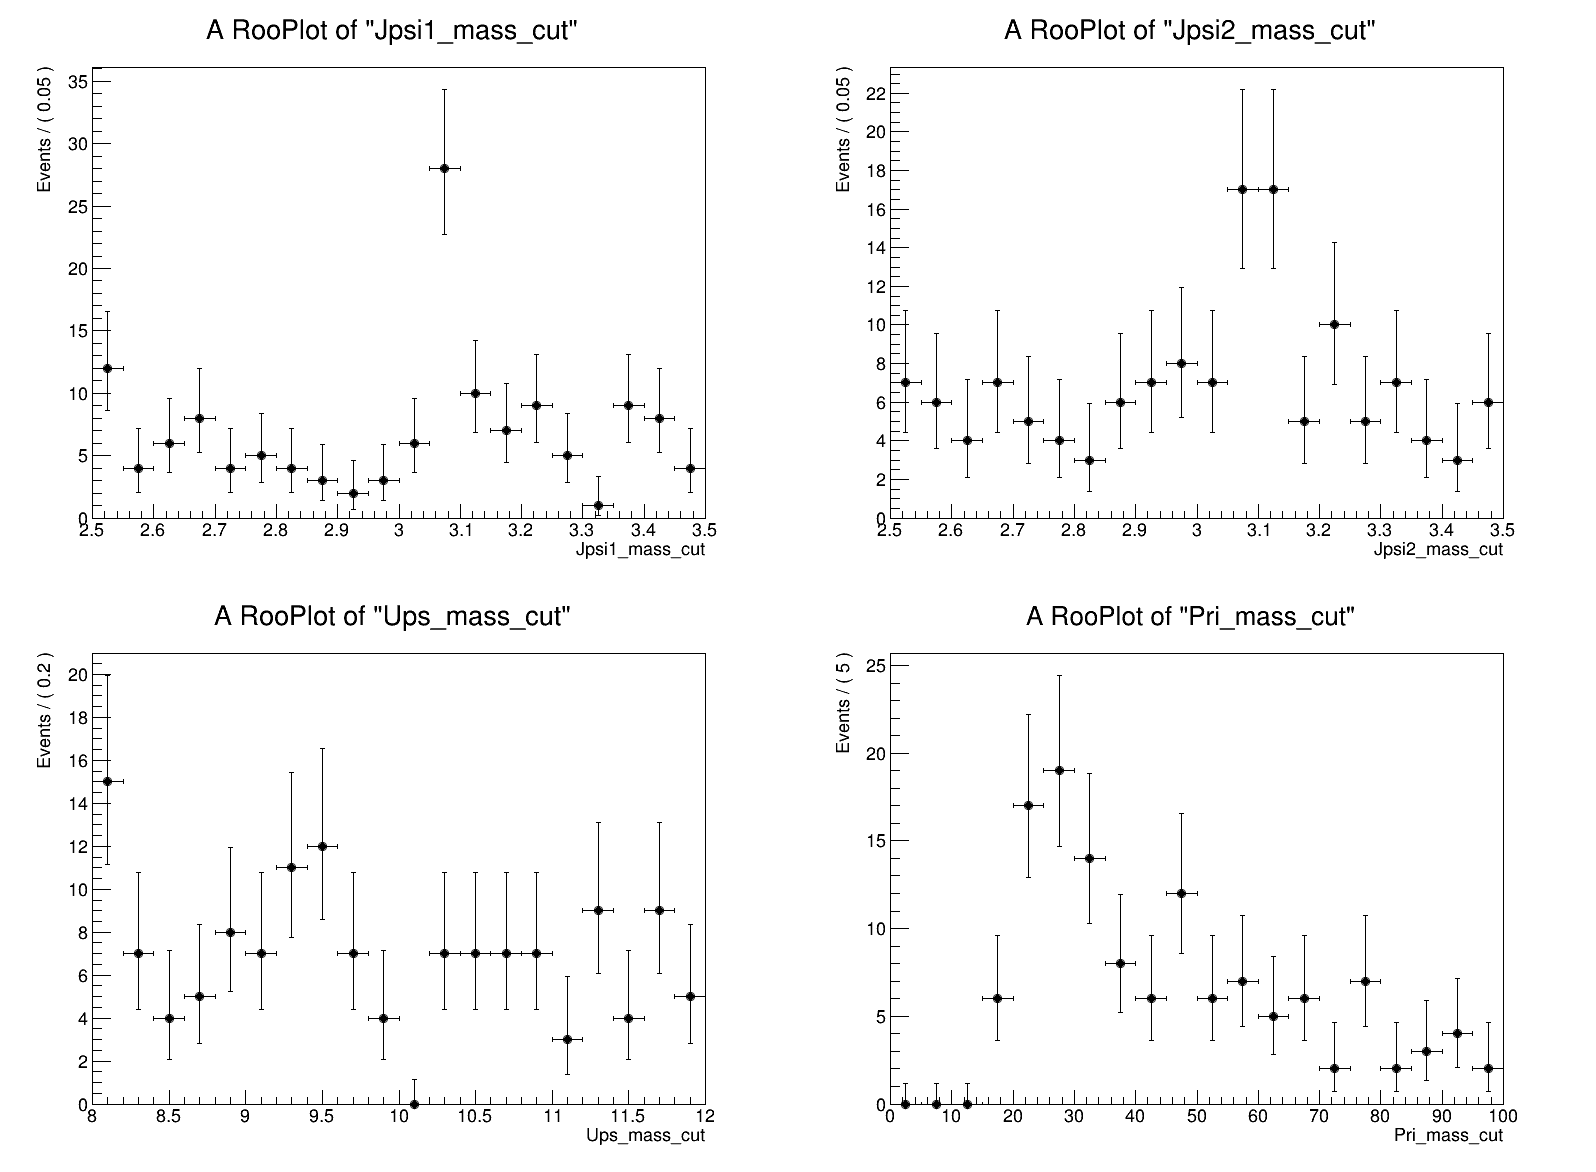 A RooPlot of "Jpsi1_mass_cut"
Events / ( 0.05 )
35
30
25
20
15
10
5
0
2.5 2.6 2.7 2.8 2.9 3 3.1 3.2 3.3 3.4 3.5
Jpsi1_mass_cut
A RooPlot of "Jpsi2_mass_cut"
Events / ( 0.05 )
22
20
18
16
14
12
10
8
6
4
2
0
2.5 2.6 2.7 2.8 2.9 3 3.1 3.2 3.3 3.4 3.5
Jpsi2_mass_cut
A RooPlot of "Ups_mass_cut"
Events / ( 0.2 )
20
18
16
14
12
10
8
6
4
2
0
8 8.5 9 9.5 10 10.5 11 11.5 12
Ups_mass_cut
A RooPlot of "Pri_mass_cut"
Events / ( 5 )
25
20
15
10
5
0
0 10 20 30 40 50 60 70 80 90 100
Pri_mass_cut